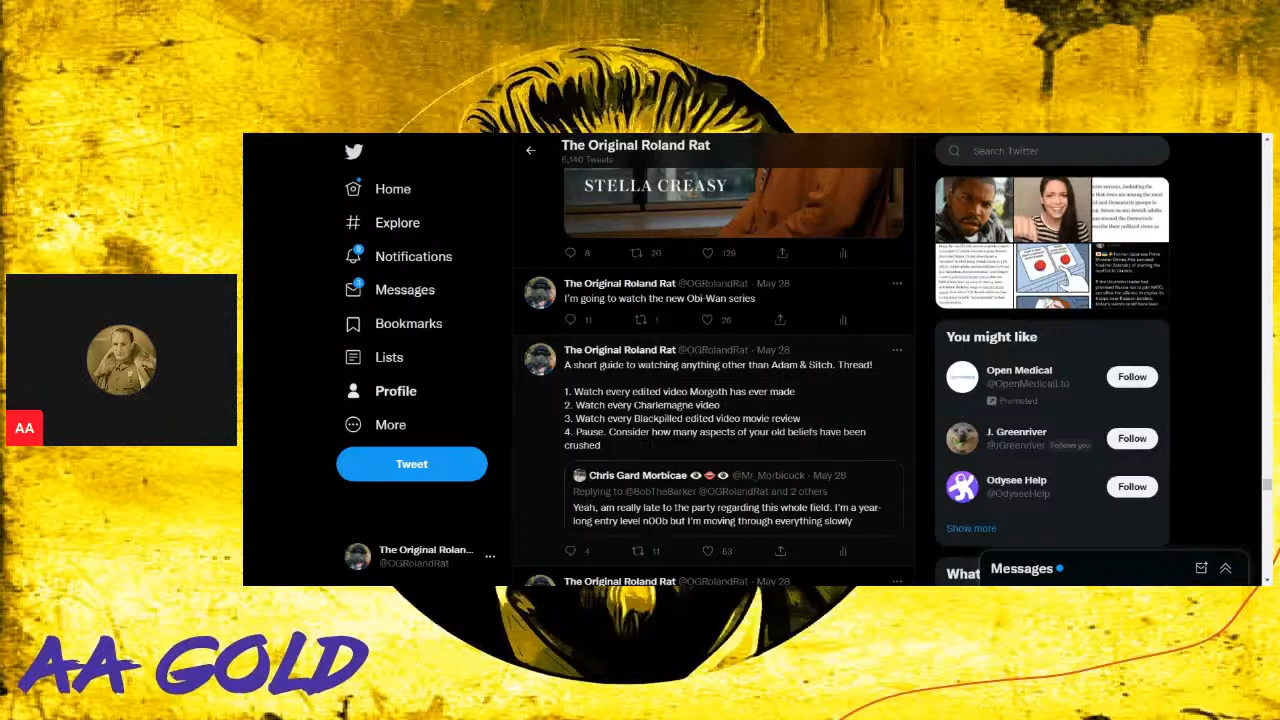 The Original Roland Rat
5,140 Tweets
Home
Explore
9
Notifications
3
Messages
Bookmarks
Lists
Profile
More
Tweet
The Original Rolan...
@OGRolandRat
STELLA CREASY
8 20 129
The Original Roland Rat @OGRolandRat · May 28
I'm going to watch the new Obi-Wan series
11 1 26
The Original Roland Rat @OGRolandRat · May 28
A short guide to watching anything other than Adam & Sitch. Thread!
1. Watch every edited video Morgoth has ever made
2. Watch every Charlemagne video
3. Watch every Blackpilled edited video movie review
4. Pause. Consider how many aspects of your old beliefs have been
crushed
Chris Gard Morbicae 👁👄👁 @Mr_Morbicuck · May 28
Replying to @8obTheBarker @OGRolandRat and 2 others
Yeah, am really late to the party regarding this whole field. I'm a year-
long entry level n00b but I'm moving through everything slowly
4 11 53
The Original Roland Rat @OGRolandRat · May 28
Search Twitter
You might like
Open Medical
@OpenMedicalLtd
Promoted
Follow
J. Greenriver
@JGreenriver Follows you
Follow
Odysee Help
@OdyseeHelp
Follow
Show more
What
Messages
AA
AA GOLD